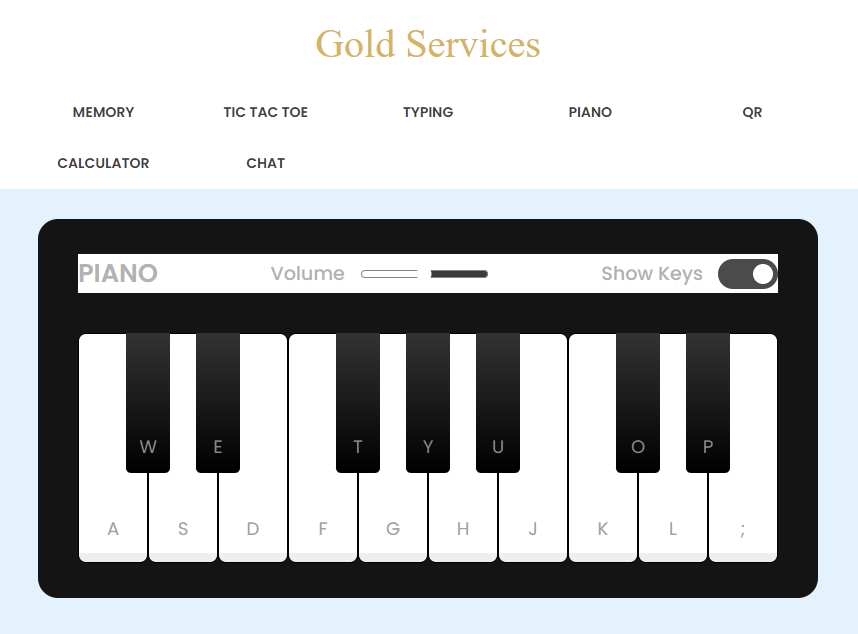 Gold Services
MEMORY TIC TAC TOE TYPING PIANO QR
CALCULATOR CHAT
PIANO Volume Show Keys
W E T Y U O P
A S D F G H J K L ;